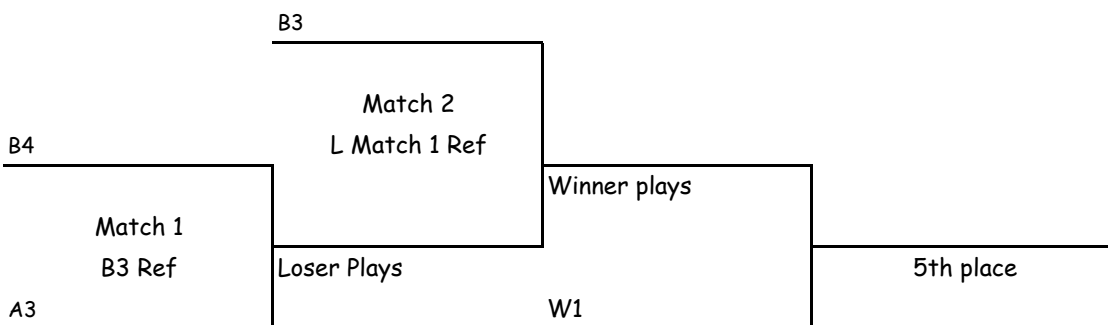 B3
Match 2
L Match 1 Ref
B4
Winner plays
Match 1
B3 Ref
Loser Plays
5th place
A3
W1